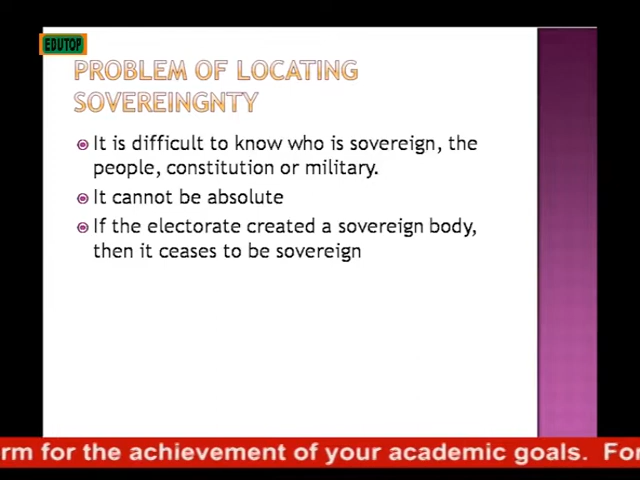 EDUTOP
PROBLEM OF LOCATING
SOVEREINGNTY
It is difficult to know who is sovereign, the
people, constitution or military.
It cannot be absolute
If the electorate created a sovereign body,
then it ceases to be sovereign
rm for the achievement of your academic goals. For